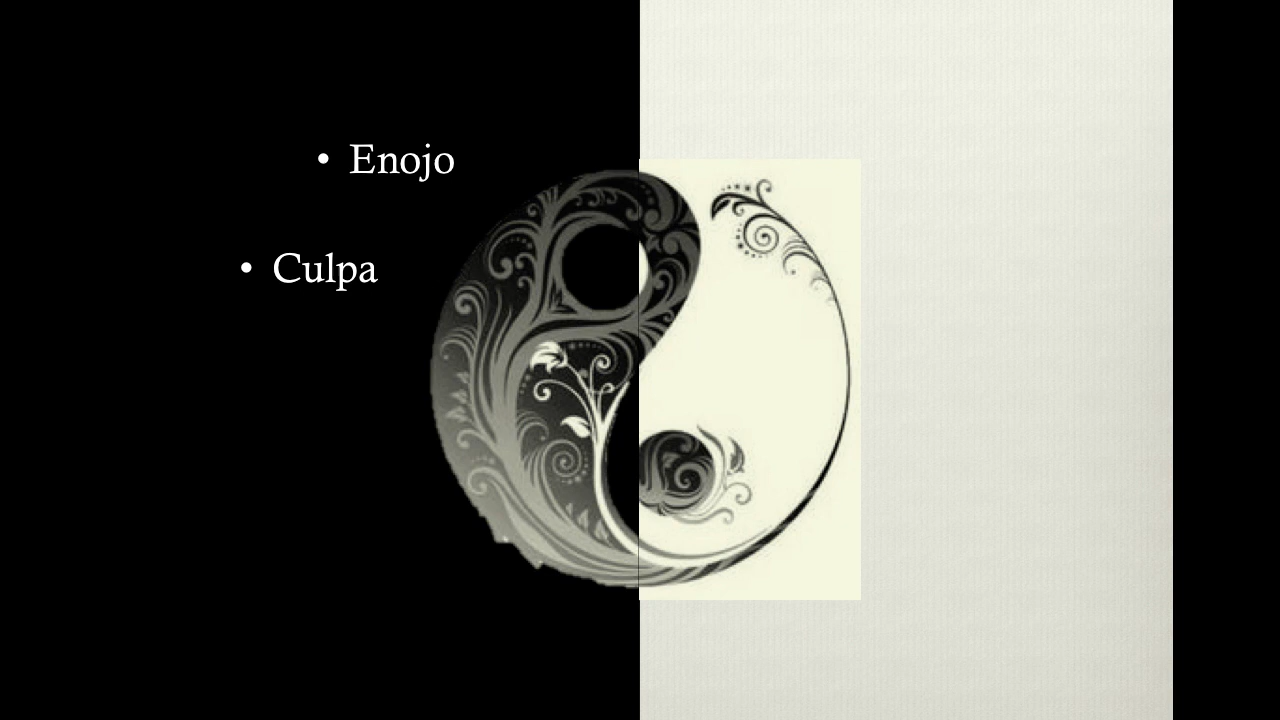 • Enojo
• Culpa